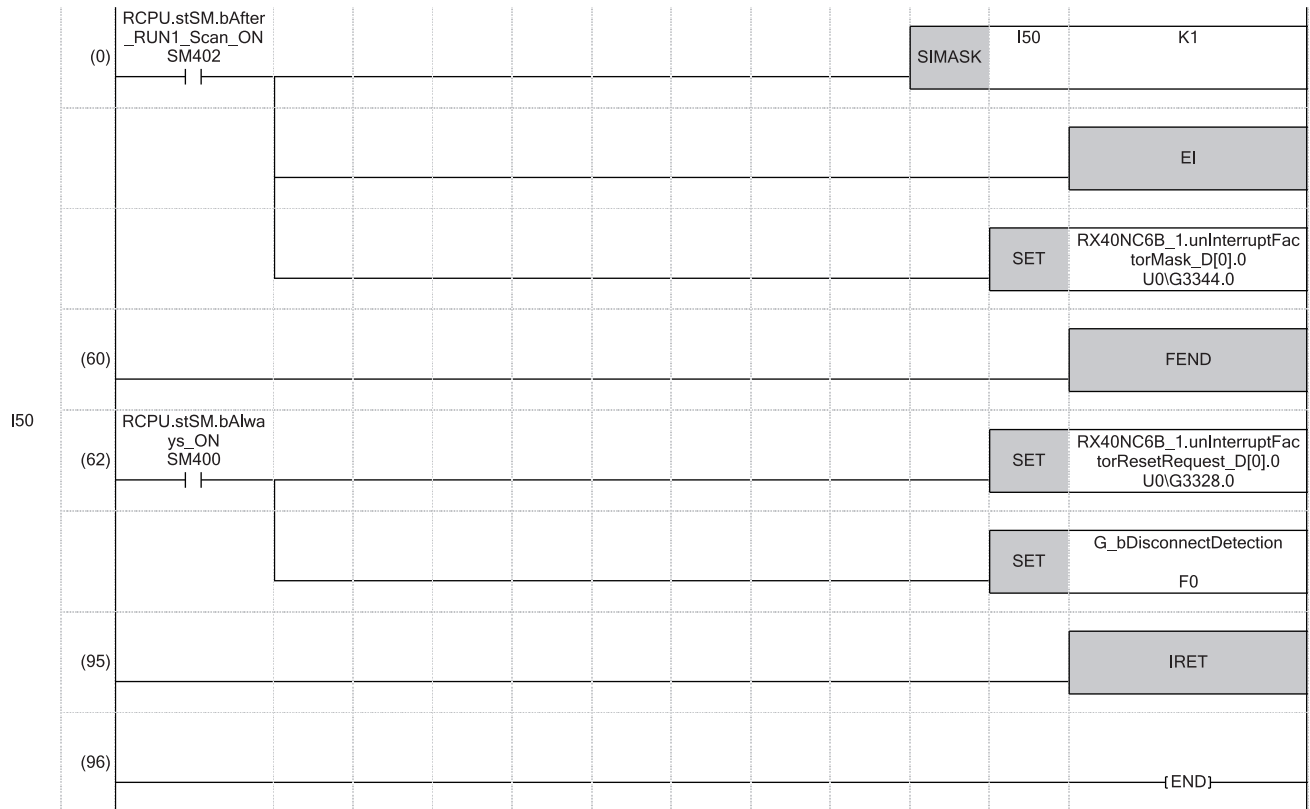 RCPU.stSM.bAfter
_RUN1_Scan_ON
SM402
(0)
SIMASK
I50
K1
EI
SET
RX40NC6B_1.unInterruptFac
torMask_D[0].0
U0\G3344.0
(60)
FEND
I50
RCPU.stSM.bAlwa
ys_ON
SM400
(62)
SET
RX40NC6B_1.unInterruptFac
torResetRequest_D[0].0
U0\G3328.0
SET
G_bDisconnectDetection
F0
(95)
IRET
(96)
[END]